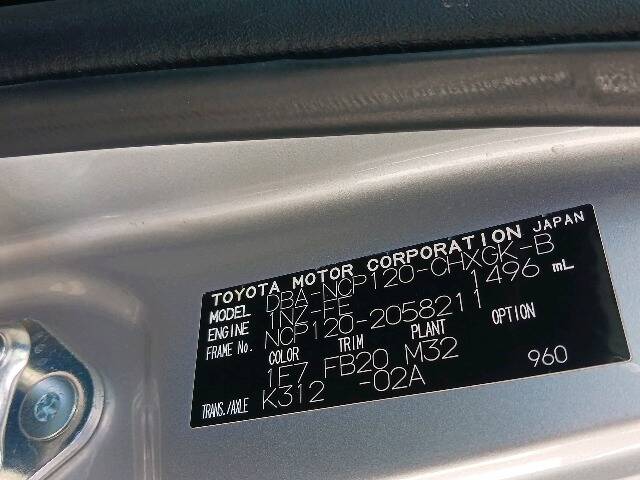 TOYOTA MOTOR CORPORATION JAPAN
MODEL DBA-NCP120-CHXGK-B
ENGINE 1NZ-FE 1496 mL
FRAME No. NCP120-2058211
COLOR TRIM PLANT OPTION
1E7 FB20 M32
TRANS./AXLE K312 -02A 960